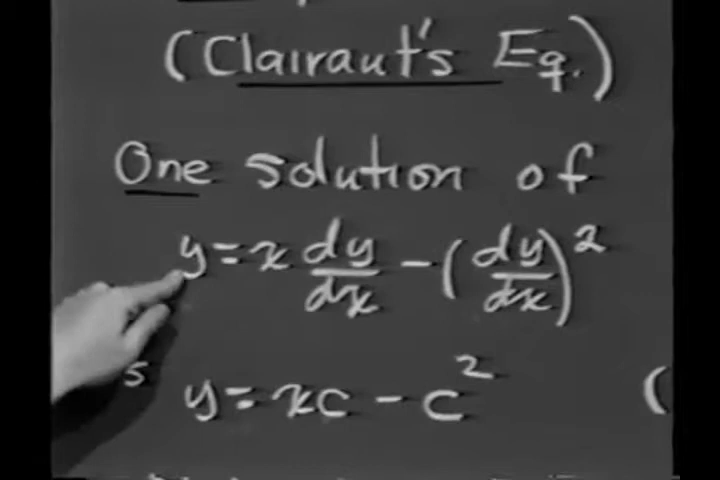 (Clairaut's Eq.)
One solution of
y = x dy/dx - (dy/dx)²
s y = xc - c² (